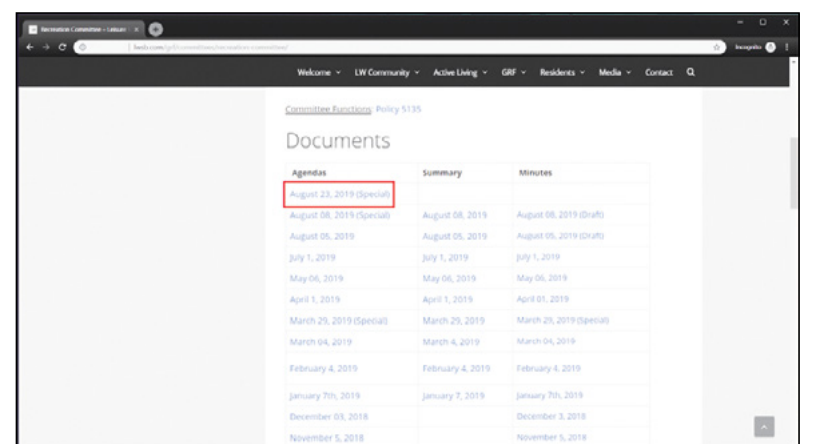 Recreation Committee – Leisure
/grf/committees/recreation-committee/
Incognito
Welcome LW Community Active Living GRF Residents Media Contact
Committee Functions: Policy 5135
Documents
Agendas Summary Minutes
August 23, 2019 (Special)
August 08, 2019 (Special) August 08, 2019 August 08, 2019 (Draft)
August 05, 2019 August 05, 2019 August 05, 2019 (Draft)
July 1, 2019 July 1, 2019 July 1, 2019
May 06, 2019 May 06, 2019 May 06, 2019
April 1, 2019 April 1, 2019 April 01, 2019
March 29, 2019 (Special) March 29, 2019 March 29, 2019 (Special)
March 04, 2019 March 4, 2019 March 04, 2019
February 4, 2019 February 4, 2019 February 4, 2019
January 7th, 2019 January 7, 2019 January 7th, 2019
December 03, 2018 December 3, 2018
November 5, 2018 November 5, 2018